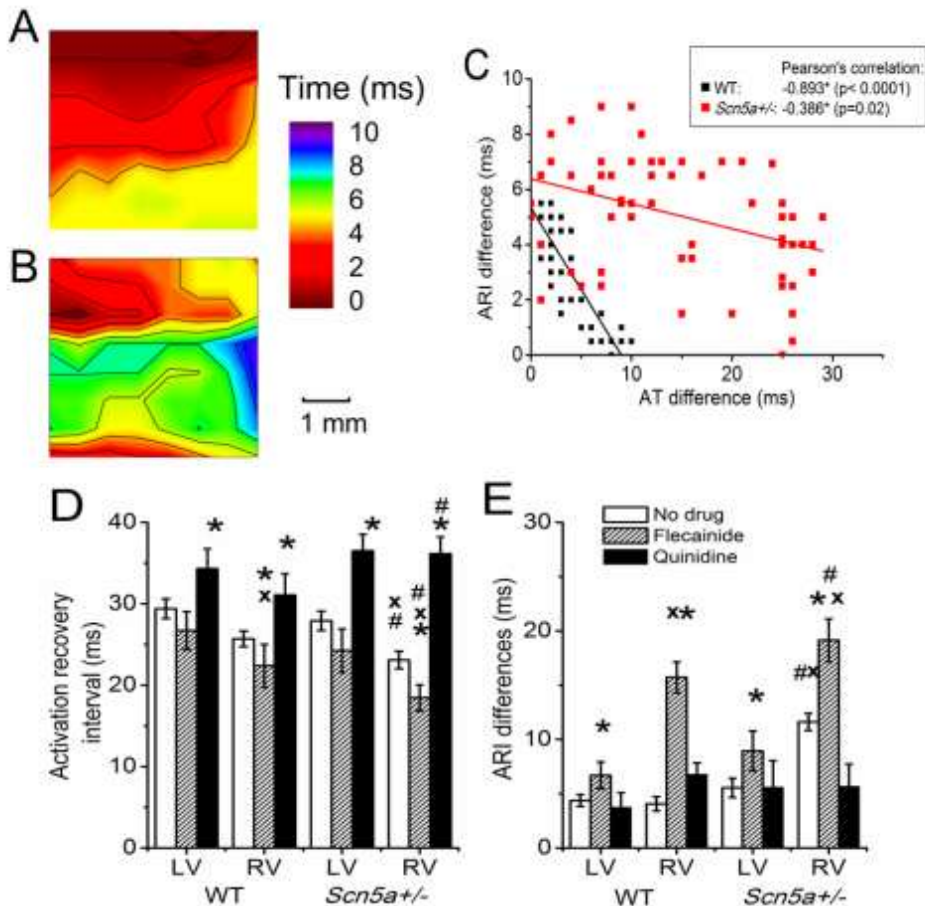 A
B
Time (ms)
10
8
6
4
2
0
1 mm
C
Pearson's correlation:
WT: -0.893* (p< 0.0001)
Scn5a+/-: -0.386* (p=0.02)
ARI difference (ms)
10
8
6
4
2
0
0 10 20 30
AT difference (ms)
D
Activation recovery
interval (ms)
40
30
20
10
0
* * * # *
* x x # # x * *
LV RV LV RV
WT Scn5a+/-
E
No drug
Flecainide
Quinidine
ARI differences (ms)
30
20
10
0
* x* * #x # * x
LV RV LV RV
WT Scn5a+/-